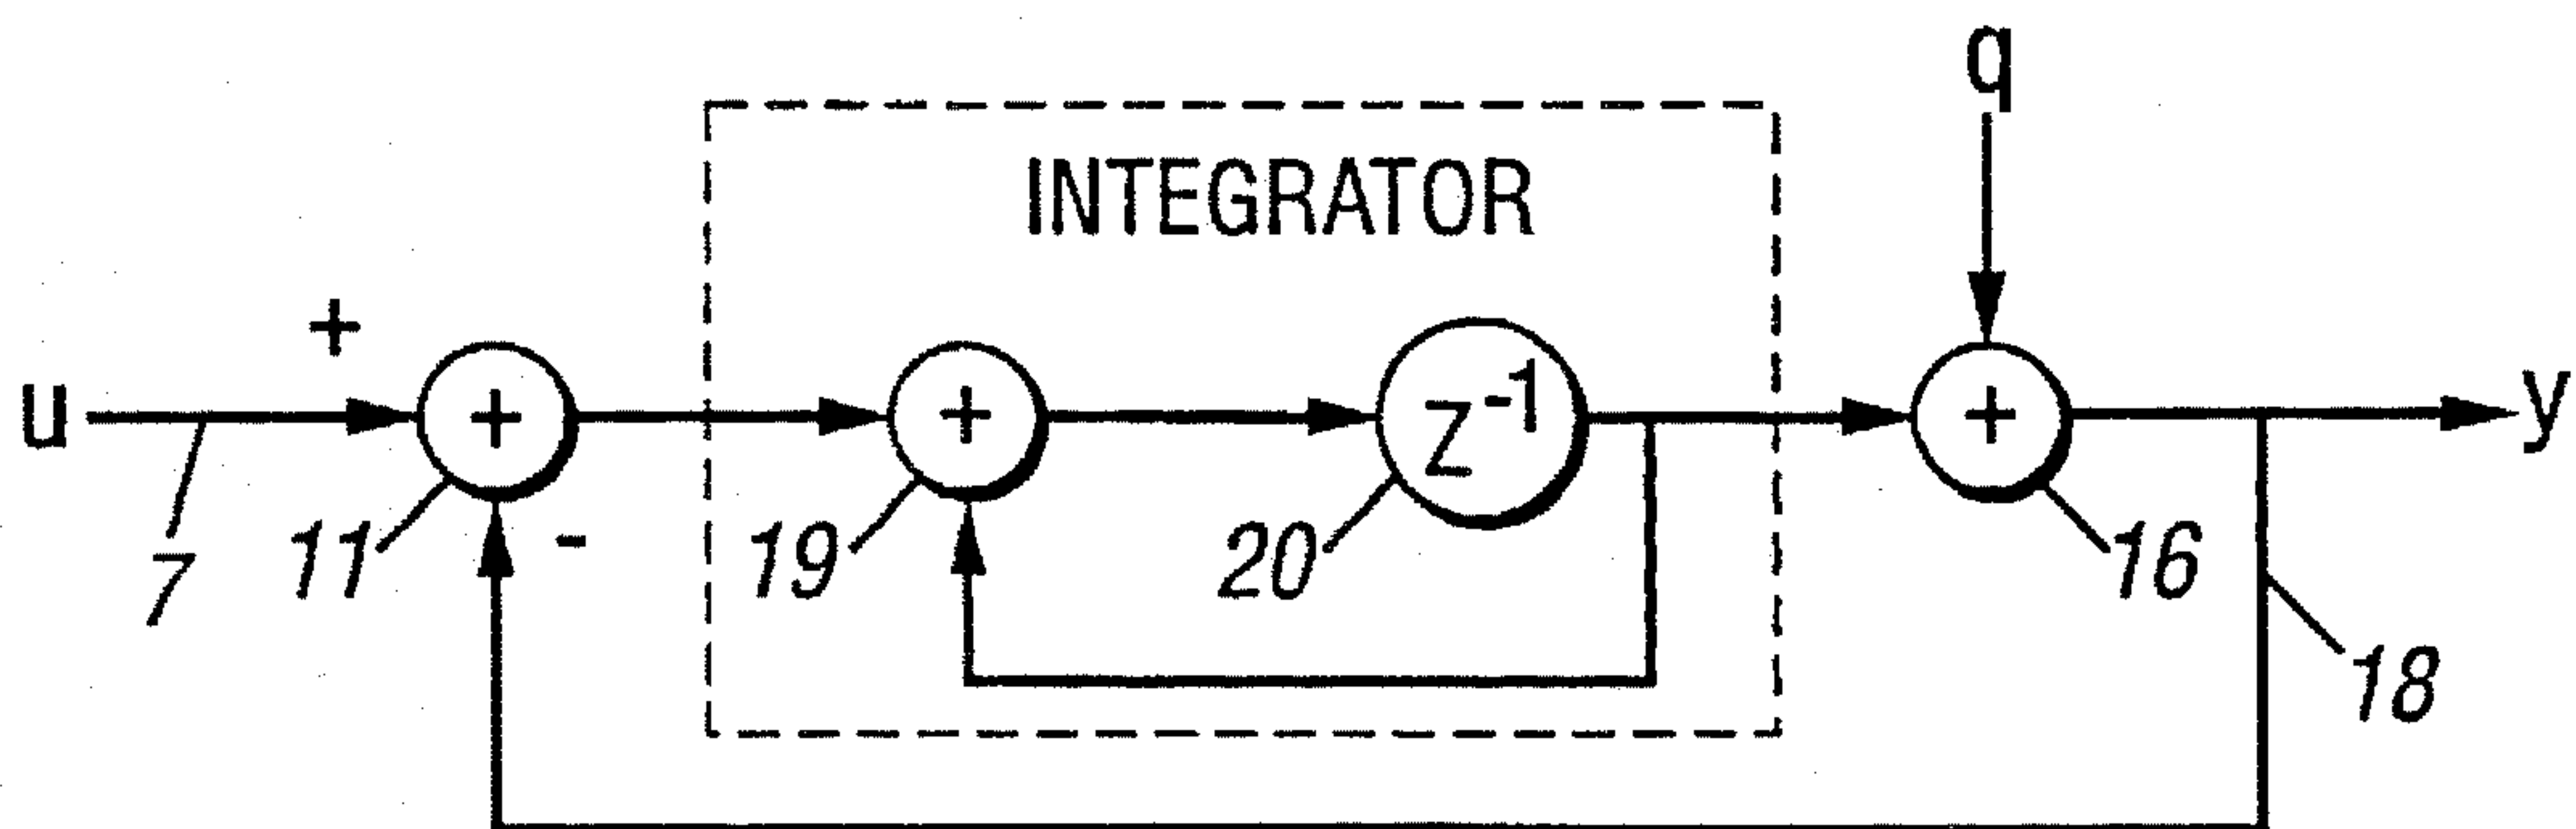 q
INTEGRATOR
+
u
+
+
z^-1
+
y
-
7
11
19
20
16
18